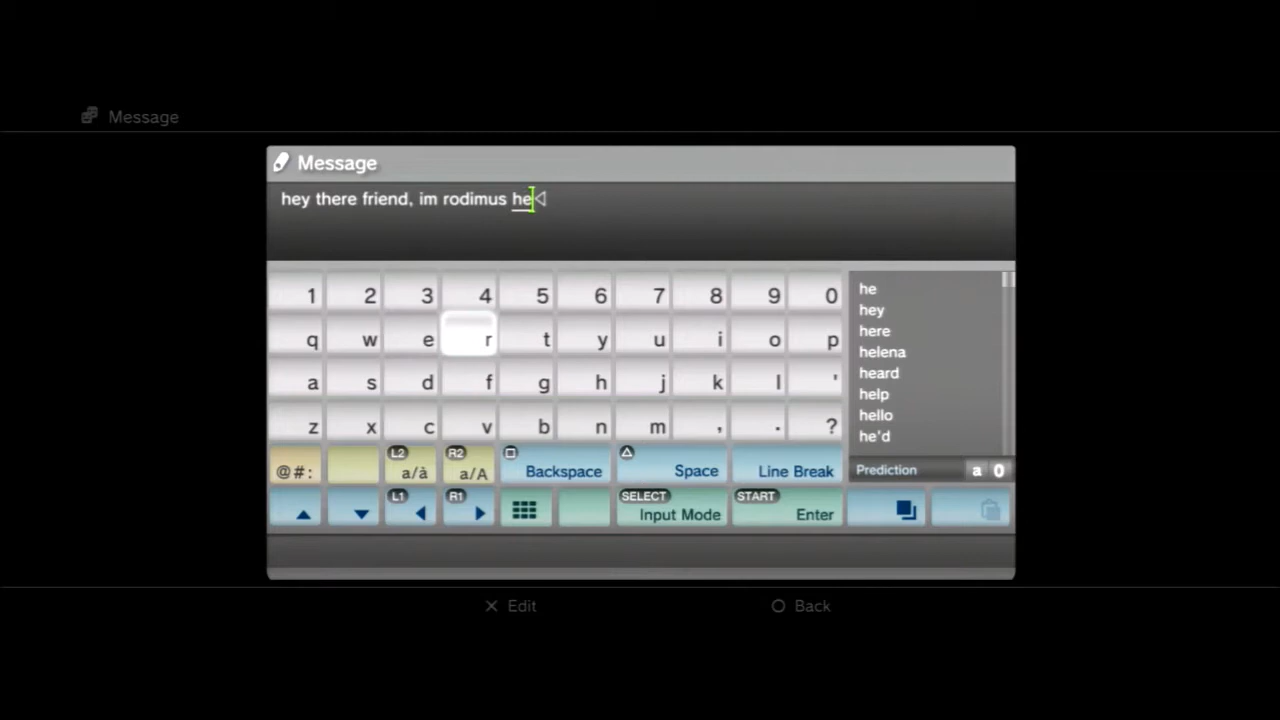 Message
Message
hey there friend, im rodimus he
1 2 3 4 5 6 7 8 9 0
q w e r t y u i o p
a s d f g h j k l '
z x c v b n m , . ?
he
hey
here
helena
heard
help
hello
he'd
@#: L2 a/à R2 a/A Backspace Space Line Break
Prediction a 0
L1 R1 SELECT Input Mode START Enter
Edit Back